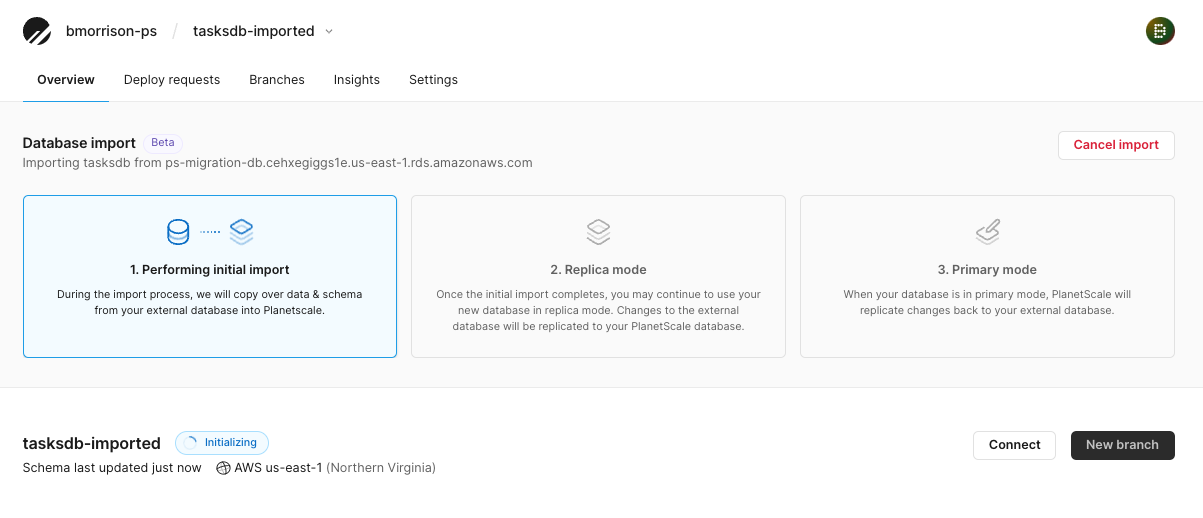 bmorrison-ps / tasksdb-imported
Overview Deploy requests Branches Insights Settings
Database import Beta
Cancel import
Importing tasksdb from ps-migration-db.cehxegiggs1e.us-east-1.rds.amazonaws.com
1. Performing initial import
During the import process, we will copy over data & schema
from your external database into Planetscale.
2. Replica mode
Once the initial import completes, you may continue to use your
new database in replica mode. Changes to the external
database will be replicated to your PlanetScale database.
3. Primary mode
When your database is in primary mode, PlanetScale will
replicate changes back to your external database.
tasksdb-imported Initializing
Connect New branch
Schema last updated just now AWS us-east-1 (Northern Virginia)